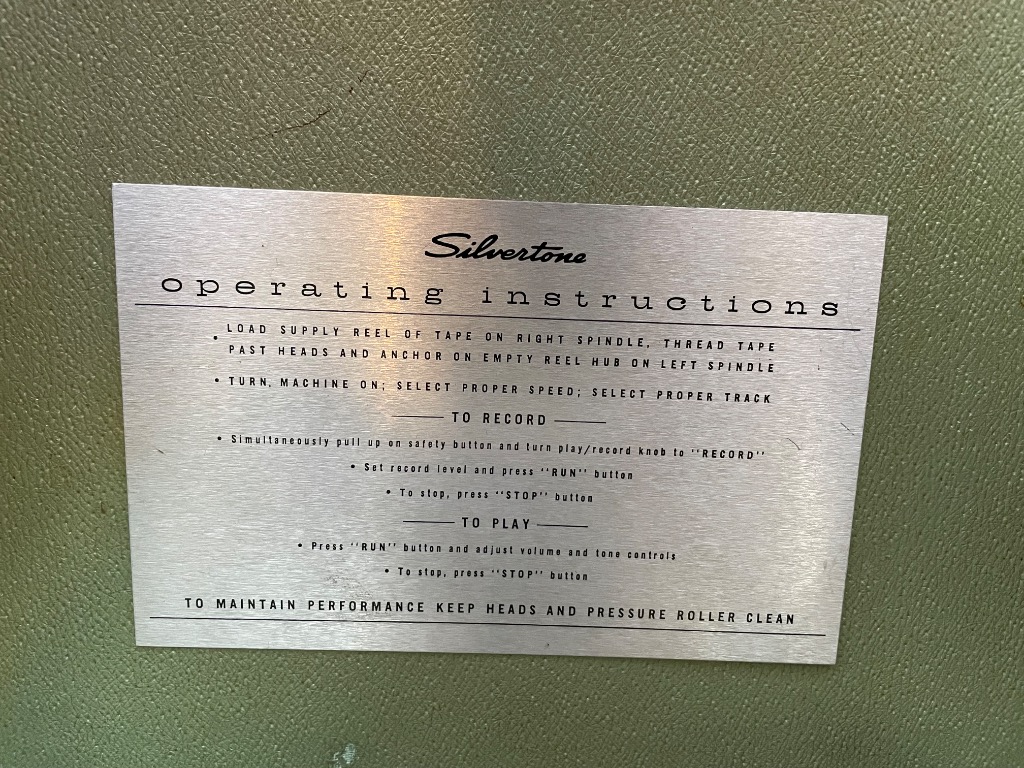 Silvertone
operating instructions
• LOAD SUPPLY REEL OF TAPE ON RIGHT SPINDLE, THREAD TAPE
PAST HEADS AND ANCHOR ON EMPTY REEL HUB ON LEFT SPINDLE
• TURN, MACHINE ON; SELECT PROPER SPEED; SELECT PROPER TRACK
TO RECORD
• Simultaneously pull up on safety button and turn play/record knob to "RECORD"
• Set record level and press "RUN" button
• To stop, press "STOP" button
TO PLAY
• Press "RUN" button and adjust volume and tone controls
• To stop, press "STOP" button
TO MAINTAIN PERFORMANCE KEEP HEADS AND PRESSURE ROLLER CLEAN